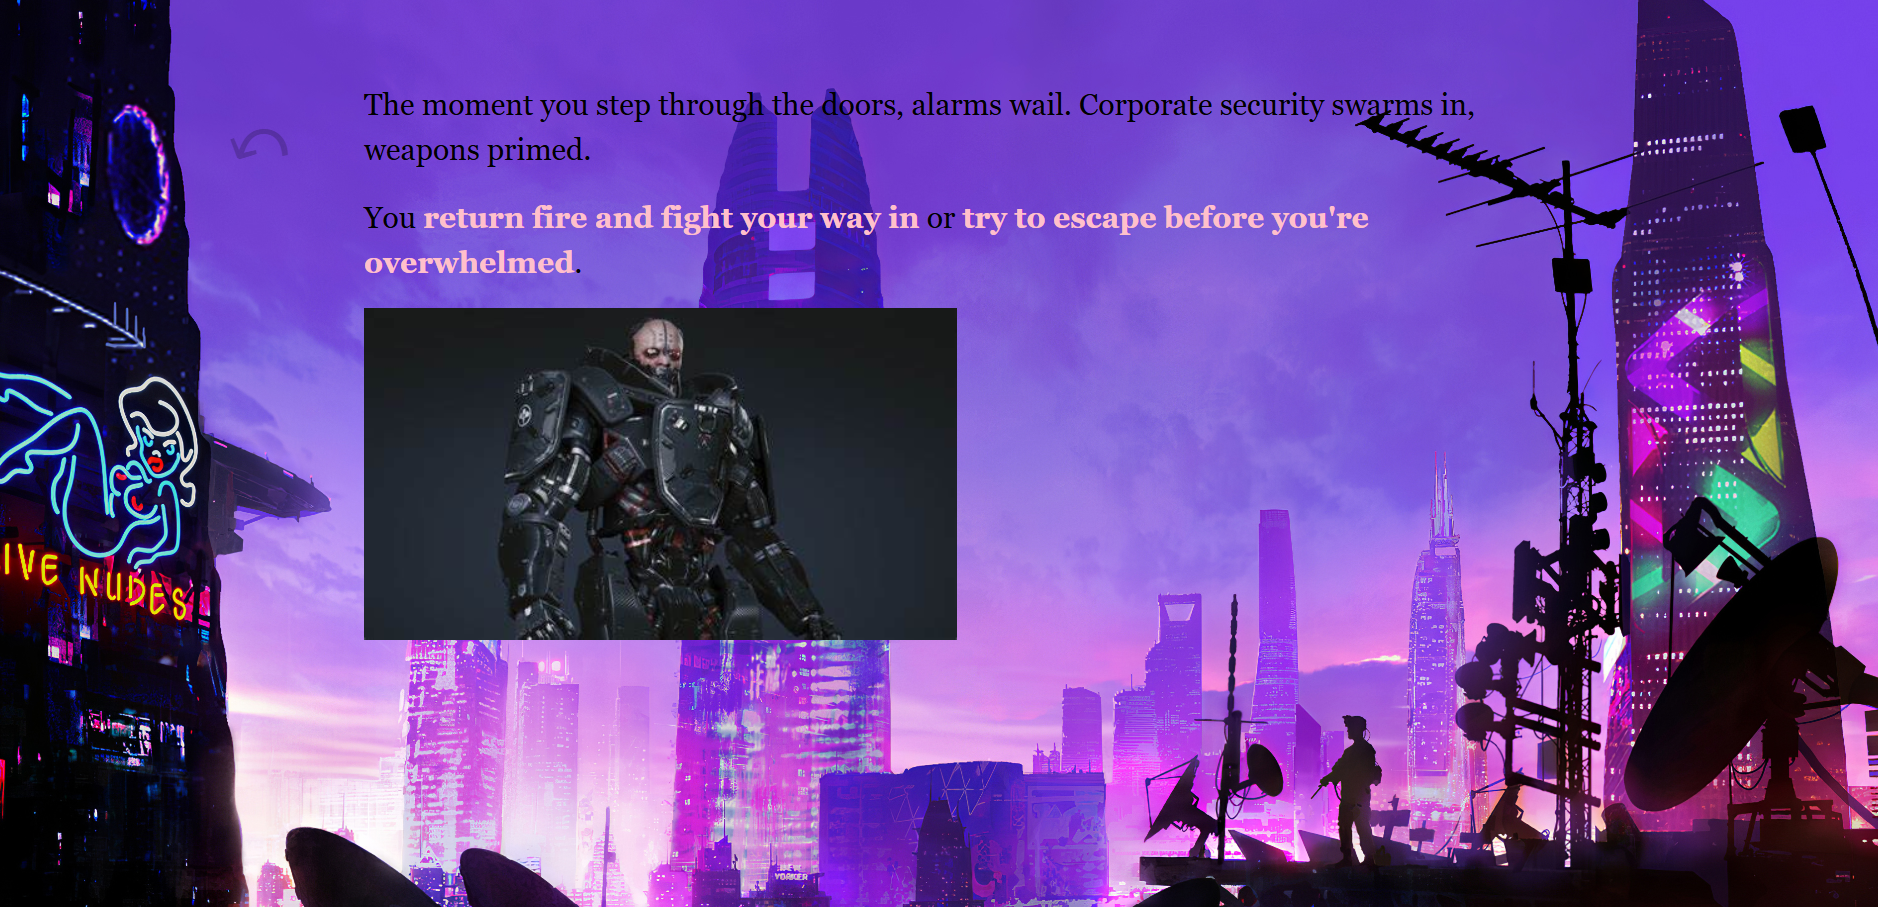 The moment you step through the doors, alarms wail. Corporate security swarms in,
weapons primed.
You return fire and fight your way in or try to escape before you're
overwhelmed.
IVE NUDES
YORKER